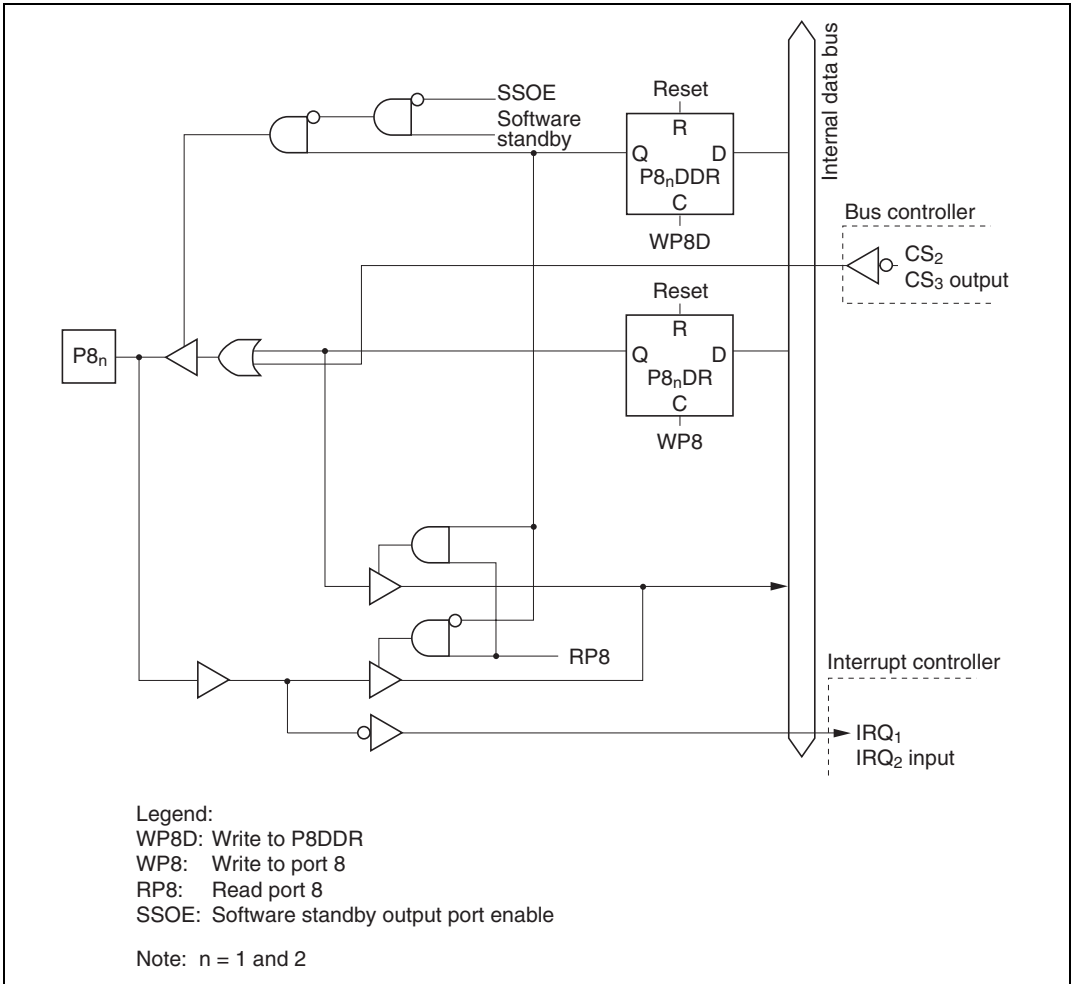 SSOE
Software
standby
Reset
R
Q D
P8nDDR
C
WP8D
Internal data bus
Bus controller
CS2
CS3 output
Reset
R
Q D
P8nDR
C
WP8
P8n
RP8
Interrupt controller
IRQ1
IRQ2 input
Legend:
WP8D: Write to P8DDR
WP8: Write to port 8
RP8: Read port 8
SSOE: Software standby output port enable
Note: n = 1 and 2